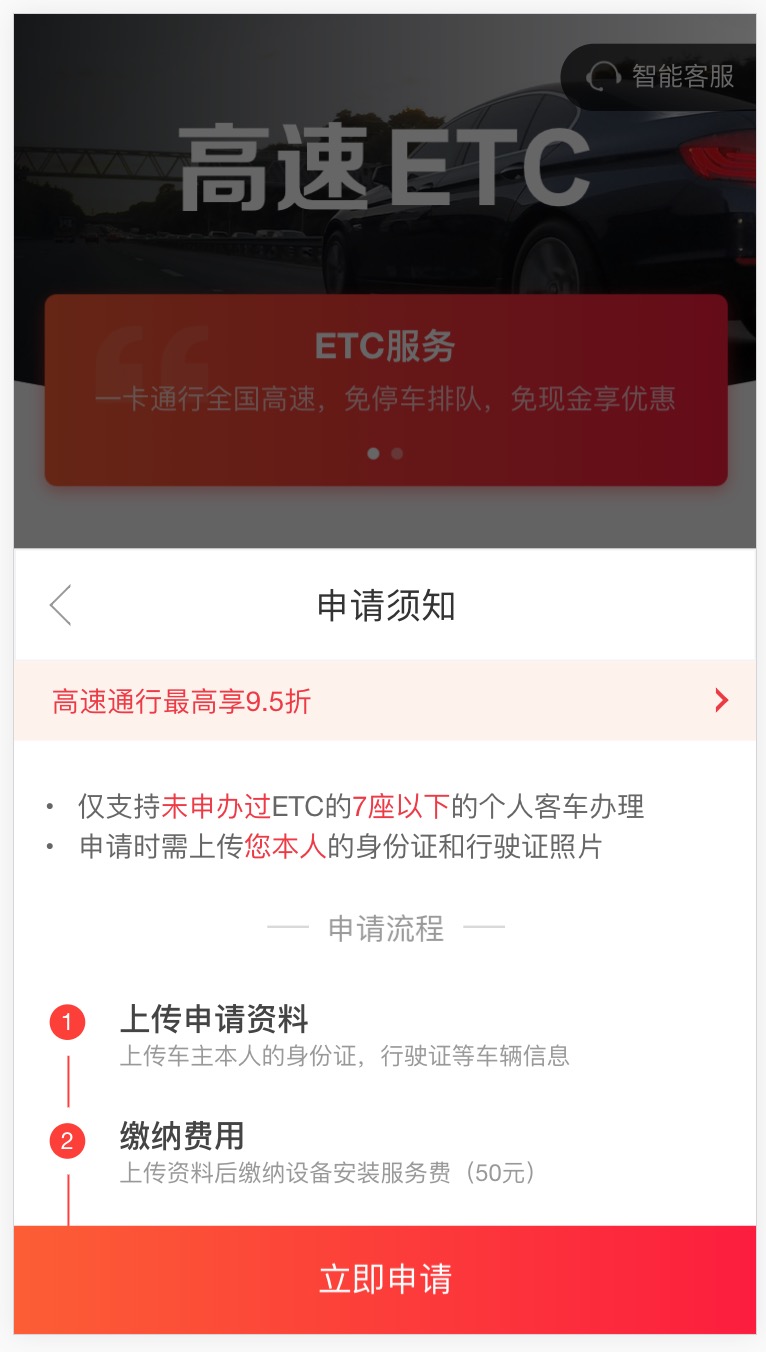 智能客服
高速ETC
ETC服务
一卡通行全国高速，免停车排队，免现金享优惠
申请须知
高速通行最高享9.5折
• 仅支持未申办过ETC的7座以下的个人客车办理
• 申请时需上传您本人的身份证和行驶证照片
申请流程
1 上传申请资料
上传车主本人的身份证，行驶证等车辆信息
2 缴纳费用
上传资料后缴纳设备安装服务费（50元）
立即申请